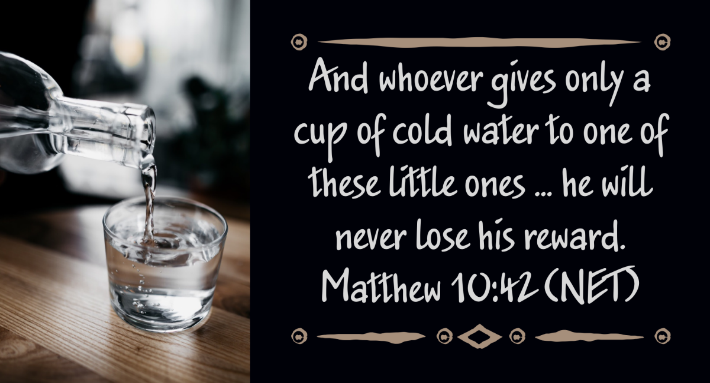 And whoever gives only a
cup of cold water to one of
these little ones ... he will
never lose his reward.
Matthew 10:42 (NET)